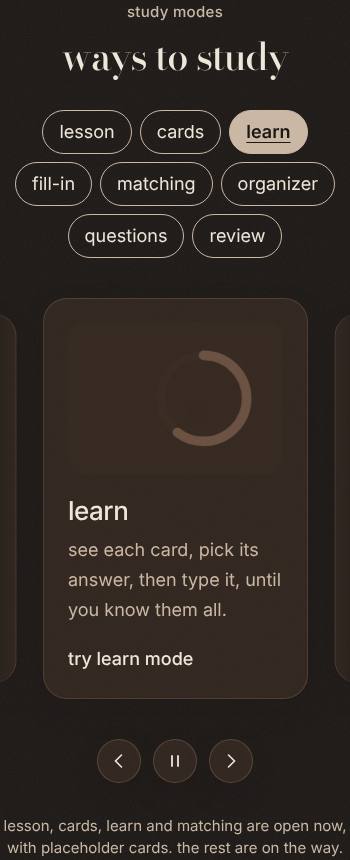 study modes
ways to study
lesson
cards
learn
fill-in
matching
organizer
questions
review
learn
see each card, pick its
answer, then type it, until
you know them all.
try learn mode
lesson, cards, learn and matching are open now,
with placeholder cards. the rest are on the way.